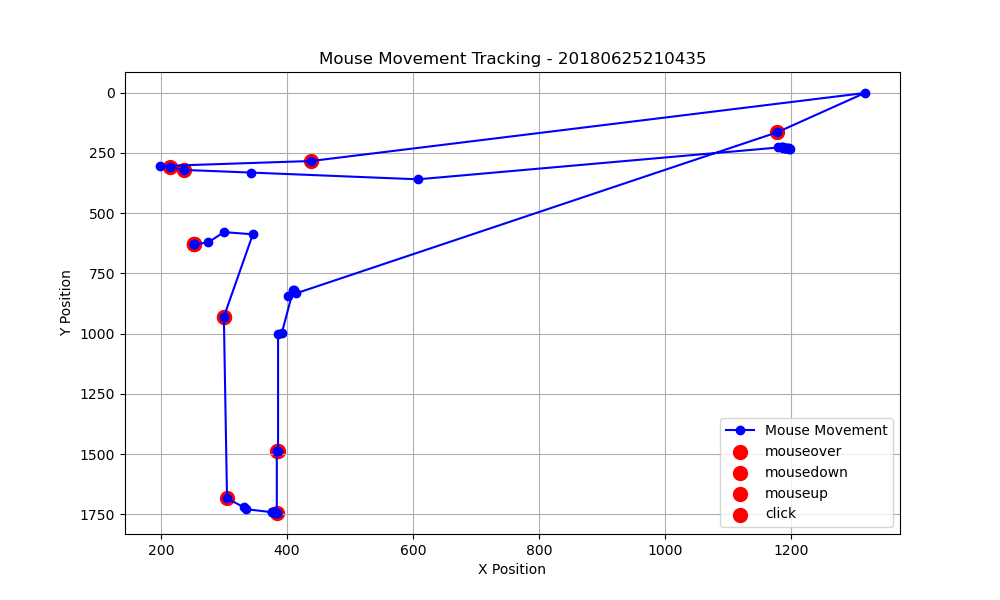 Mouse Movement Tracking - 20180625210435
0
250
500
750
1000
1250
1500
1750
Y Position
200
400
600
800
1000
1200
X Position
Mouse Movement
mouseover
mousedown
mouseup
click